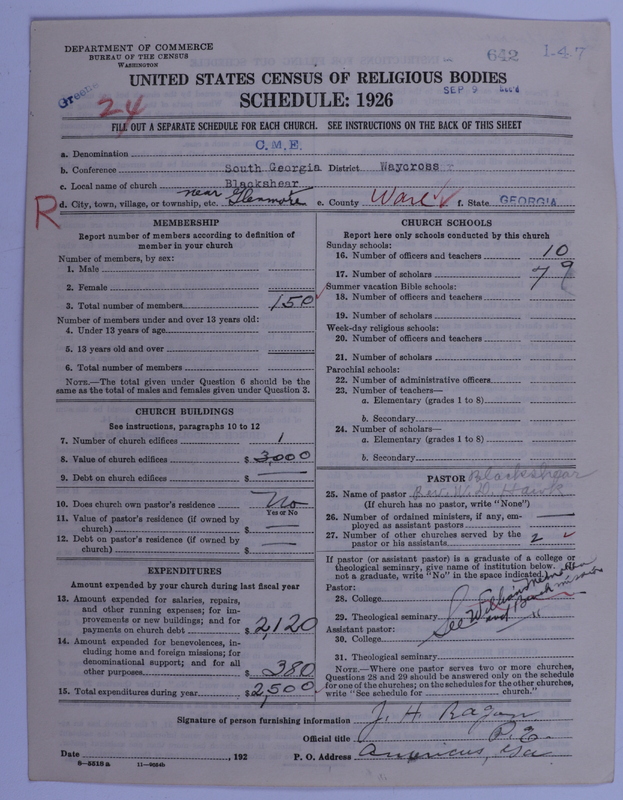 DEPARTMENT OF COMMERCE
BUREAU OF THE CENSUS
WASHINGTON
642
147
UNITED STATES CENSUS OF RELIGIOUS BODIES
SEP 9 Rec'd
Greene
24
SCHEDULE: 1926
FILL OUT A SEPARATE SCHEDULE FOR EACH CHURCH. SEE INSTRUCTIONS ON THE BACK OF THIS SHEET
a. Denomination C.M.E.
b. Conference South Georgia District Waycross
c. Local name of church Blackshear
R
d. City, town, village, or township, etc. near Glenmore e. County Ware f. State GEORGIA
MEMBERSHIP
Report number of members according to definition of member in your church
Number of members, by sex:
1. Male
2. Female
3. Total number of members 150
Number of members under and over 13 years old:
4. Under 13 years of age
5. 13 years old and over
6. Total number of members
NOTE.—The total given under Question 6 should be the same as the total of males and females given under Question 3.
CHURCH BUILDINGS
See instructions, paragraphs 10 to 12
7. Number of church edifices 1
8. Value of church edifices $ 3,000
9. Debt on church edifices $ —
10. Does church own pastor's residence No
Yes or No
11. Value of pastor's residence (if owned by church) $ —
12. Debt on pastor's residence (if owned by church) $ —
EXPENDITURES
Amount expended by your church during last fiscal year
13. Amount expended for salaries, repairs, and other running expenses; for improvements or new buildings; and for payments on church debt $ 2,120
14. Amount expended for benevolences, including home and foreign missions; for denominational support; and for all other purposes $ 380
15. Total expenditures during year $ 2,500
CHURCH SCHOOLS
Report here only schools conducted by this church
Sunday schools:
16. Number of officers and teachers 10
17. Number of scholars 79
Summer vacation Bible schools:
18. Number of officers and teachers
19. Number of scholars
Week-day religious schools:
20. Number of officers and teachers
21. Number of scholars
Parochial schools:
22. Number of administrative officers
23. Number of teachers—
a. Elementary (grades 1 to 8)
b. Secondary
24. Number of scholars—
a. Elementary (grades 1 to 8)
b. Secondary
PASTOR Blackshear
25. Name of pastor Rev. W. D. Hawk
(If church has no pastor, write "None")
26. Number of ordained ministers, if any, employed as assistant pastors —
27. Number of other churches served by the pastor or his assistants 2
If pastor (or assistant pastor) is a graduate of a college or theological seminary, give name of institution below. If not a graduate, write "No" in the space indicated.
Pastor:
28. College
29. Theological seminary
See
and Beach mission
Assistant pastor:
30. College "
31. Theological seminary
NOTE.—Where one pastor serves two or more churches, Questions 28 and 29 should be answered only on the schedule for one of the churches; on the schedules for the other churches, write "See schedule for church."
Signature of person furnishing information J. H. Ragan
Official title P. E.
Date , 192 P. O. Address Americus, Ga
8—5519 a 11—9054b